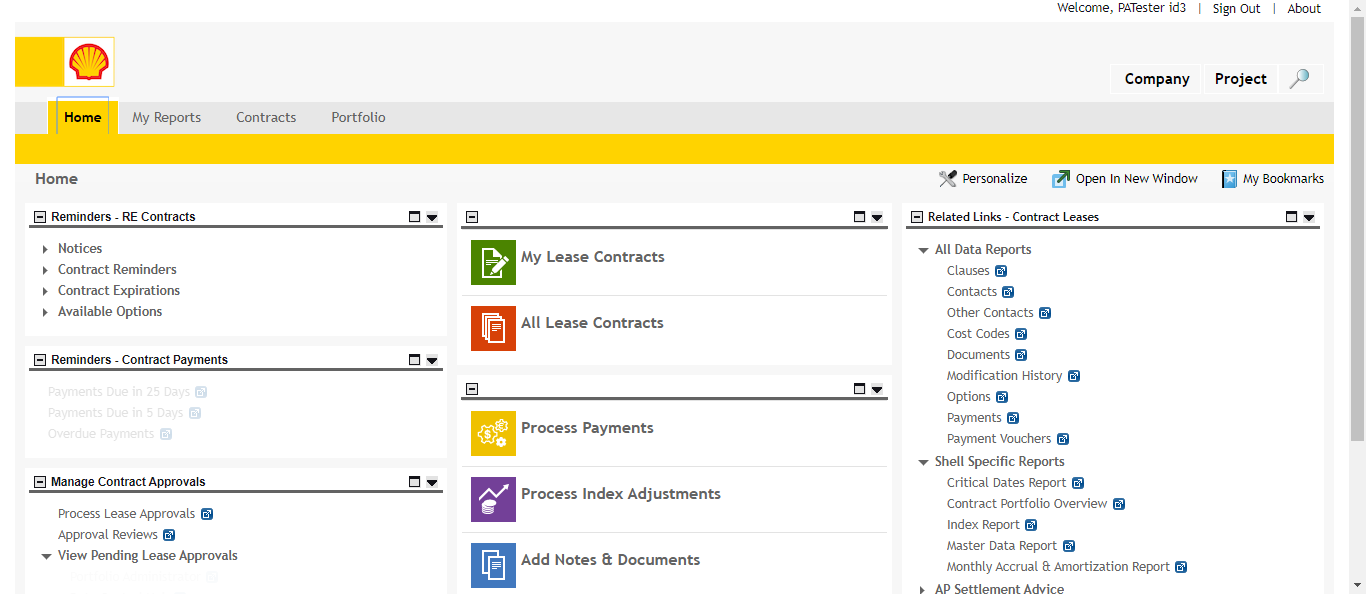 Welcome, PATester id3 | Sign Out | About
Company Project
Home My Reports Contracts Portfolio
Home
Personalize Open In New Window My Bookmarks
Reminders - RE Contracts
Notices
Contract Reminders
Contract Expirations
Available Options
Reminders - Contract Payments
Payments Due in 25 Days
Payments Due in 5 Days
Overdue Payments
Manage Contract Approvals
Process Lease Approvals
Approval Reviews
View Pending Lease Approvals
My Lease Contracts
All Lease Contracts
Process Payments
Process Index Adjustments
Add Notes & Documents
Related Links - Contract Leases
All Data Reports
Clauses
Contacts
Other Contacts
Cost Codes
Documents
Modification History
Options
Payments
Payment Vouchers
Shell Specific Reports
Critical Dates Report
Contract Portfolio Overview
Index Report
Master Data Report
Monthly Accrual & Amortization Report
AP Settlement Advice